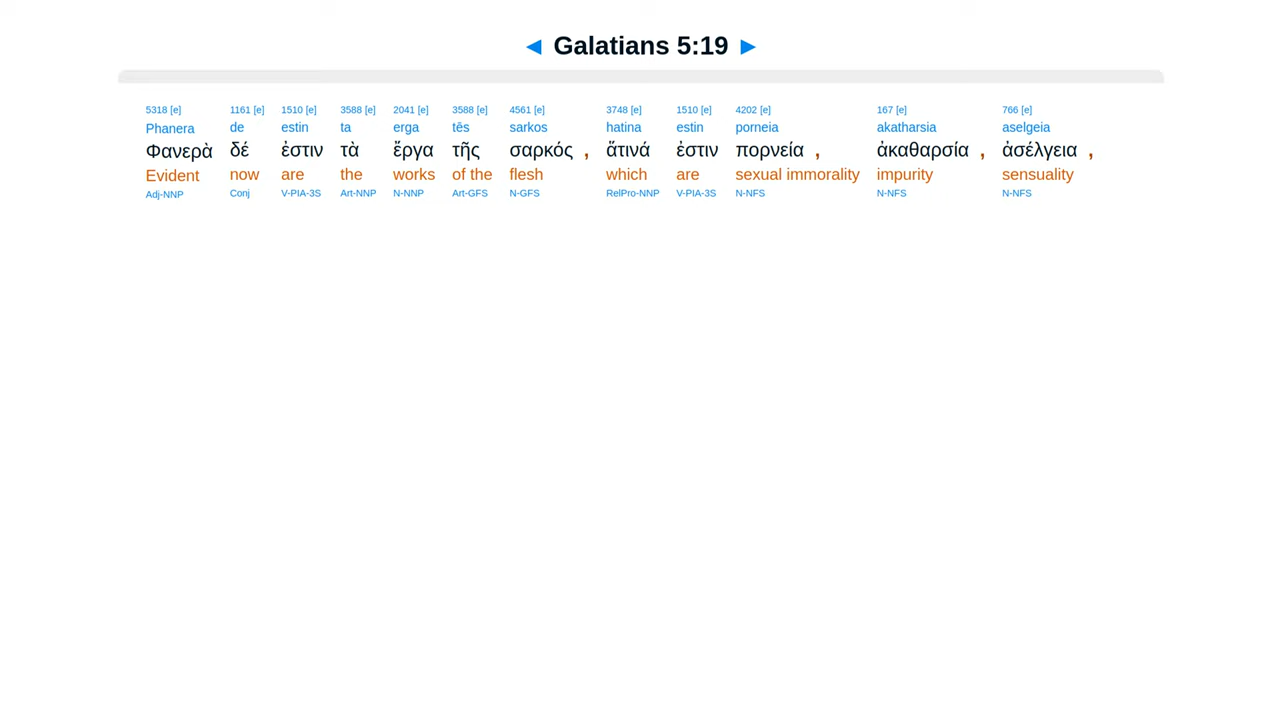 ◄ Galatians 5:19 ►
5318 [e] 1161 [e] 1510 [e] 3588 [e] 2041 [e] 3588 [e] 4561 [e] 3748 [e] 1510 [e] 4202 [e] 167 [e] 766 [e]
Phanera de estin ta erga tēs sarkos hatina estin porneia akatharsia aselgeia
Φανερὰ δέ ἐστιν τὰ ἔργα τῆς σαρκός , ἅτινά ἐστιν πορνεία , ἀκαθαρσία , ἀσέλγεια ,
Evident now are the works of the flesh which are sexual immorality impurity sensuality
Adj-NNP Conj V-PIA-3S Art-NNP N-NNP Art-GFS N-GFS RelPro-NNP V-PIA-3S N-NFS N-NFS N-NFS